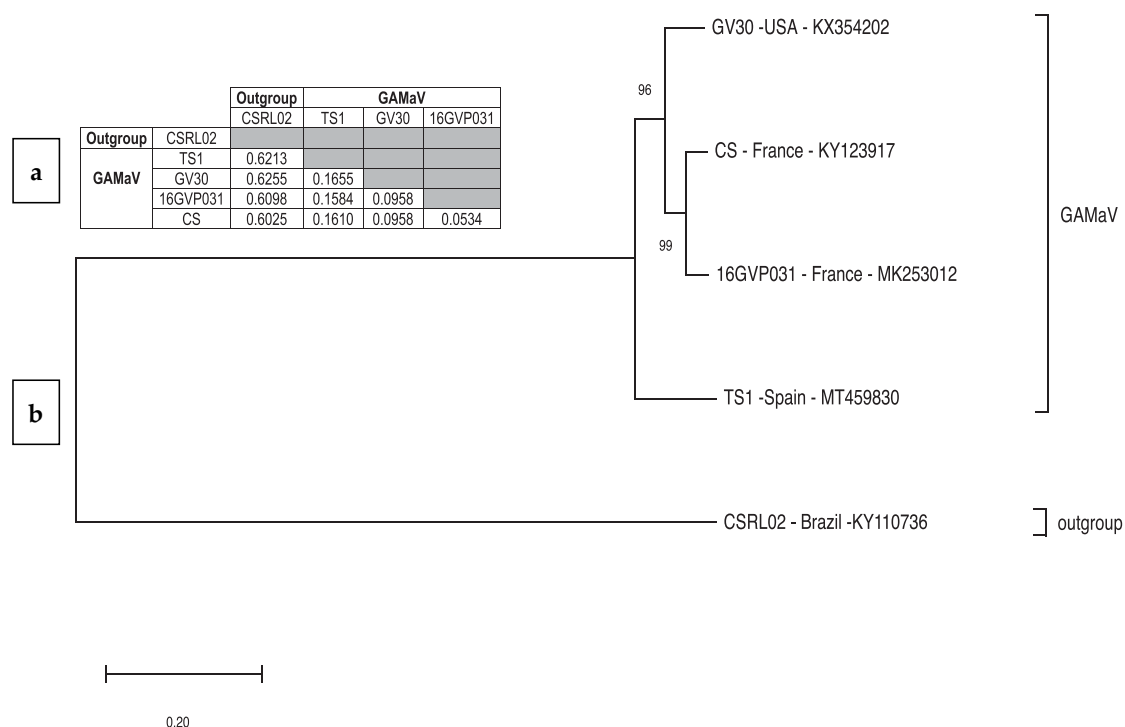 GV30 -USA - KX354202
96
Outgroup GAMaV
CSRL02 TS1 GV30 16GVP031
Outgroup CSRL02
TS1 0.6213
GAMaV GV30 0.6255 0.1655
16GVP031 0.6098 0.1584 0.0958
CS 0.6025 0.1610 0.0958 0.0534
a
CS - France - KY123917
GAMaV
99
16GVP031 - France - MK253012
b
TS1 -Spain - MT459830
CSRL02 - Brazil -KY110736
outgroup
0.20